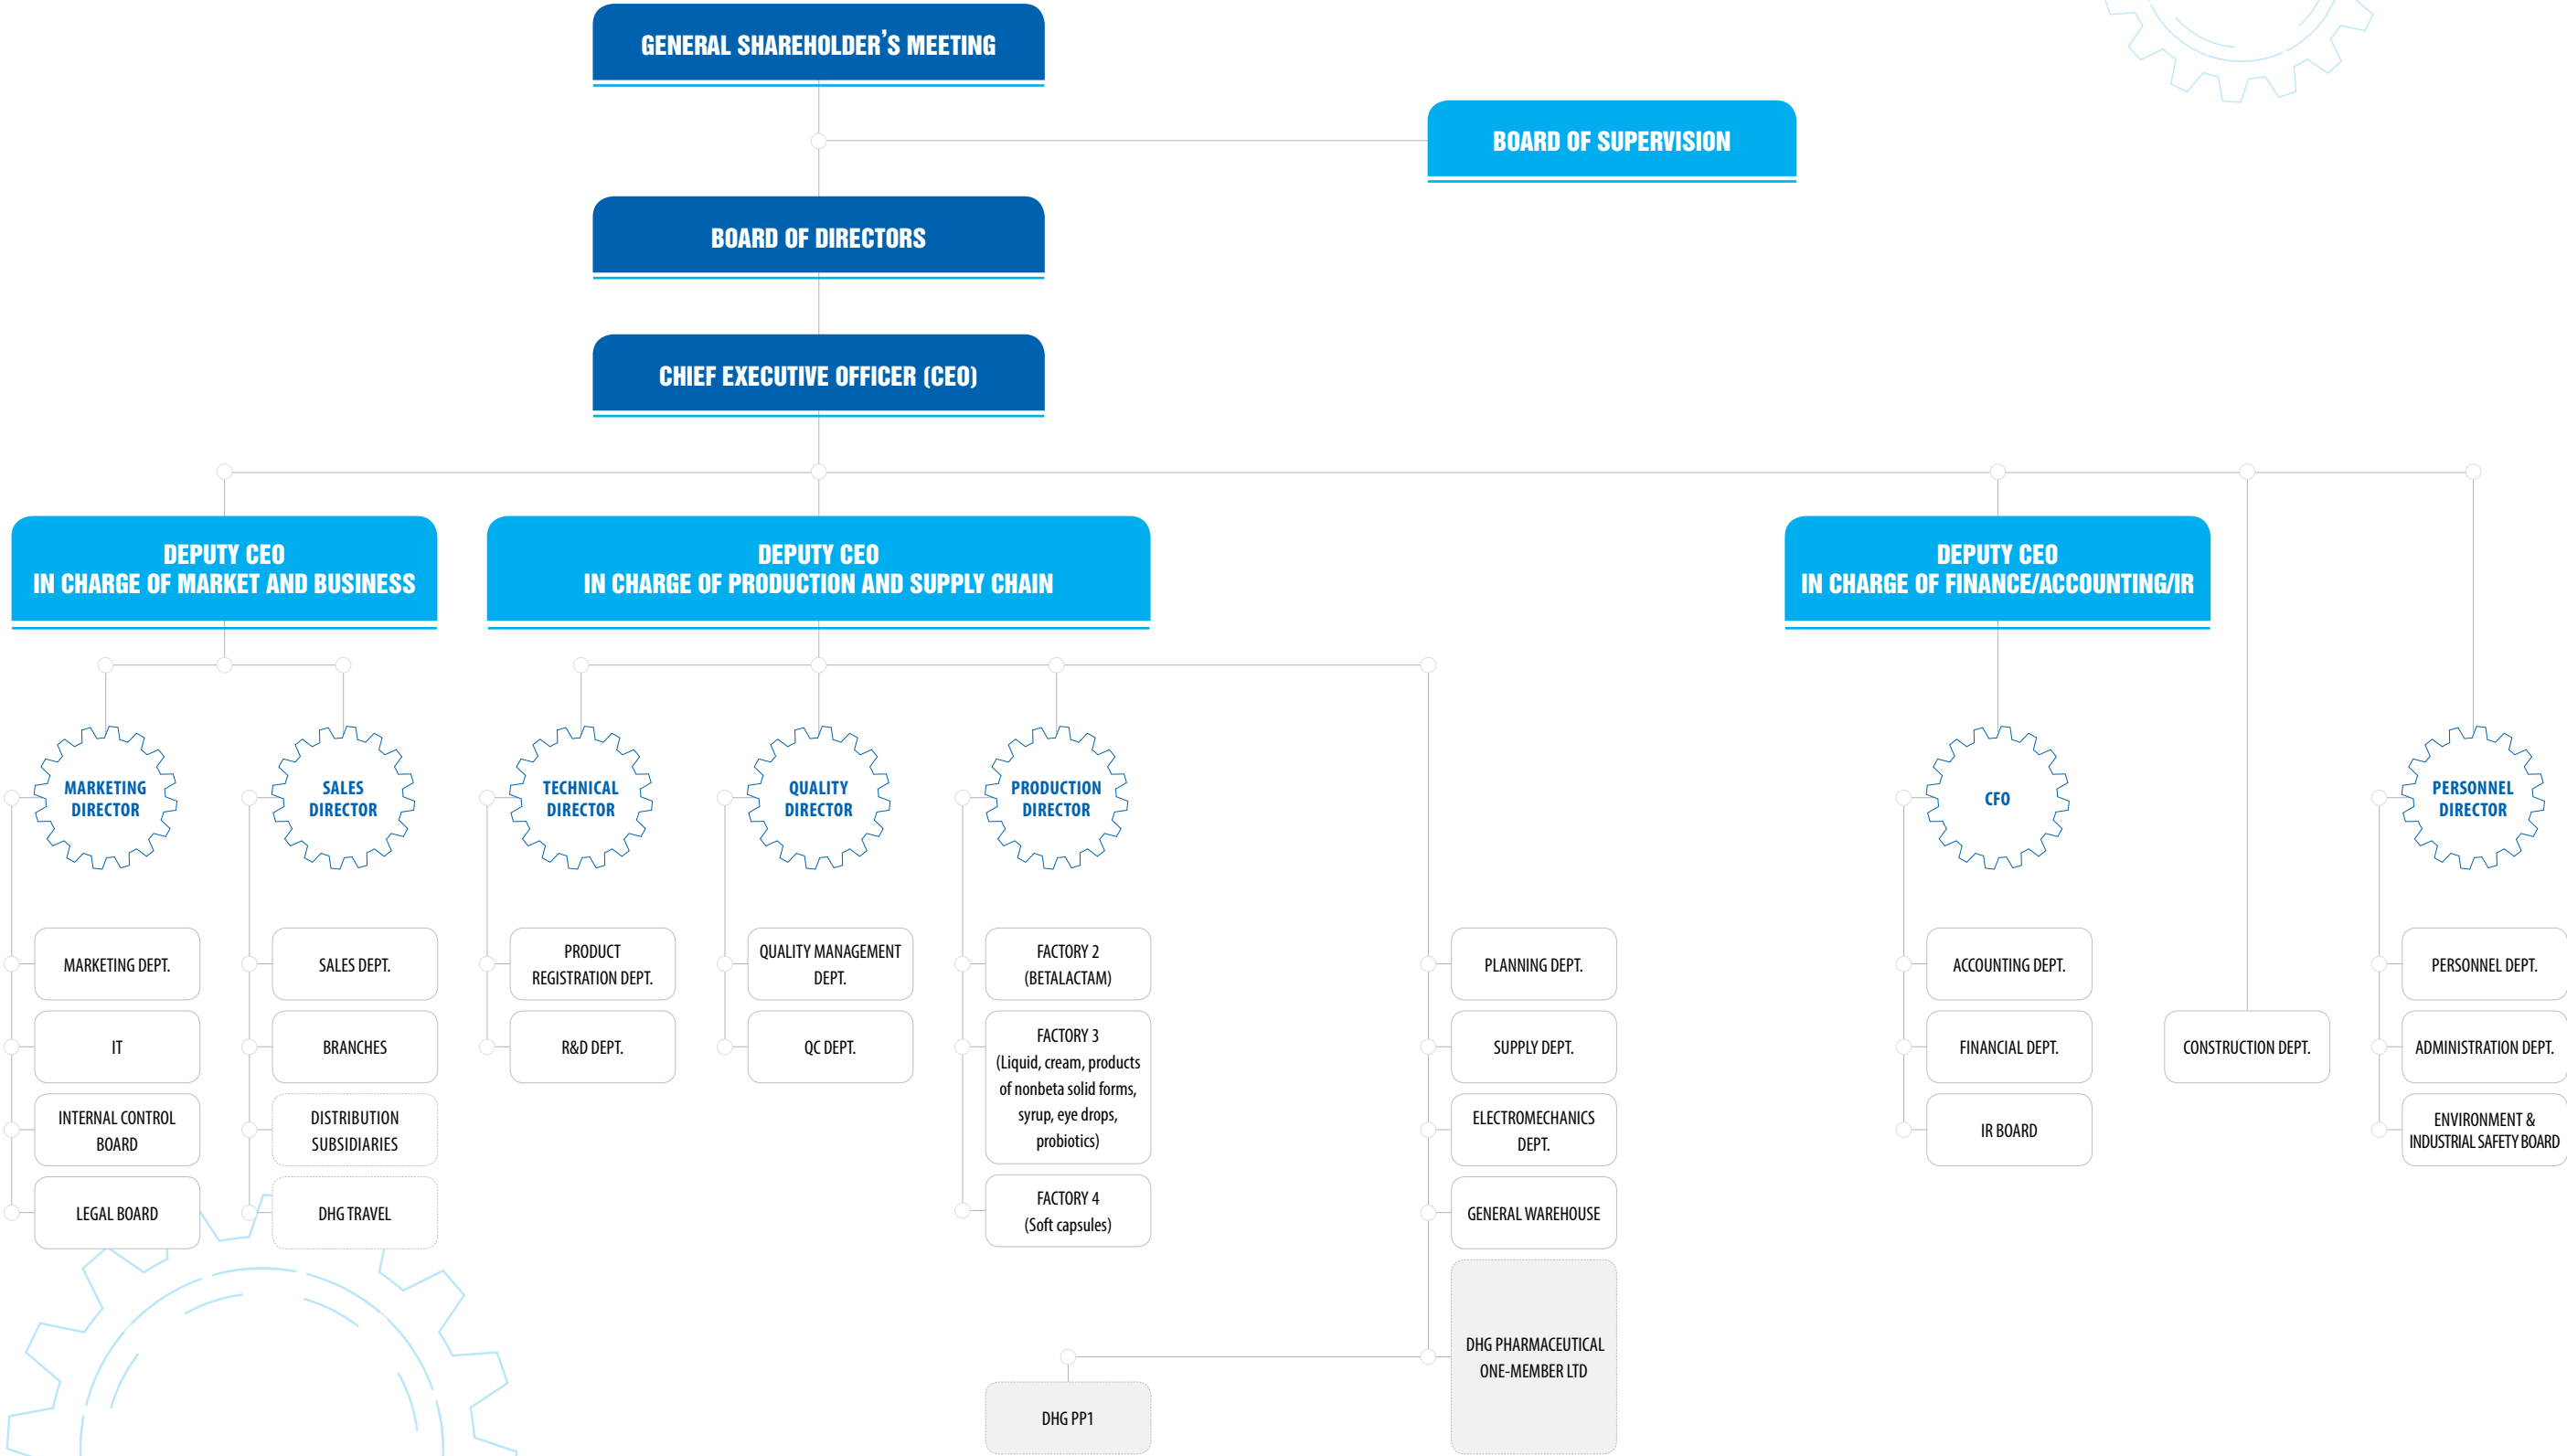 GENERAL SHAREHOLDER'S MEETING
BOARD OF SUPERVISION
BOARD OF DIRECTORS
CHIEF EXECUTIVE OFFICER (CEO)
DEPUTY CEO
IN CHARGE OF MARKET AND BUSINESS
DEPUTY CEO
IN CHARGE OF PRODUCTION AND SUPPLY CHAIN
DEPUTY CEO
IN CHARGE OF FINANCE/ACCOUNTING/IR
MARKETING
DIRECTOR
SALES
DIRECTOR
TECHNICAL
DIRECTOR
QUALITY
DIRECTOR
PRODUCTION
DIRECTOR
CFO
PERSONNEL
DIRECTOR
MARKETING DEPT.
IT
INTERNAL CONTROL
BOARD
LEGAL BOARD
SALES DEPT.
BRANCHES
DISTRIBUTION
SUBSIDIARIES
DHG TRAVEL
PRODUCT
REGISTRATION DEPT.
R&D DEPT.
QUALITY MANAGEMENT
DEPT.
QC DEPT.
FACTORY 2
(BETALACTAM)
FACTORY 3
(Liquid, cream, products
of nonbeta solid forms,
syrup, eye drops,
probiotics)
FACTORY 4
(Soft capsules)
PLANNING DEPT.
SUPPLY DEPT.
ELECTROMECHANICS
DEPT.
GENERAL WAREHOUSE
DHG PHARMACEUTICAL
ONE-MEMBER LTD
DHG PP1
ACCOUNTING DEPT.
FINANCIAL DEPT.
IR BOARD
CONSTRUCTION DEPT.
PERSONNEL DEPT.
ADMINISTRATION DEPT.
ENVIRONMENT &
INDUSTRIAL SAFETY BOARD